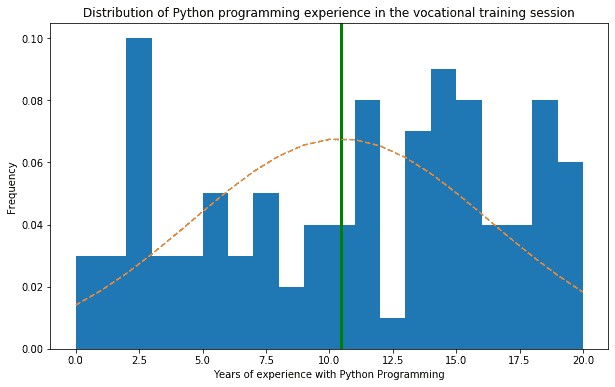 Distribution of Python programming experience in the vocational training session
Frequency
0.10
0.08
0.06
0.04
0.02
0.00
0.0 2.5 5.0 7.5 10.0 12.5 15.0 17.5 20.0
Years of experience with Python Programming